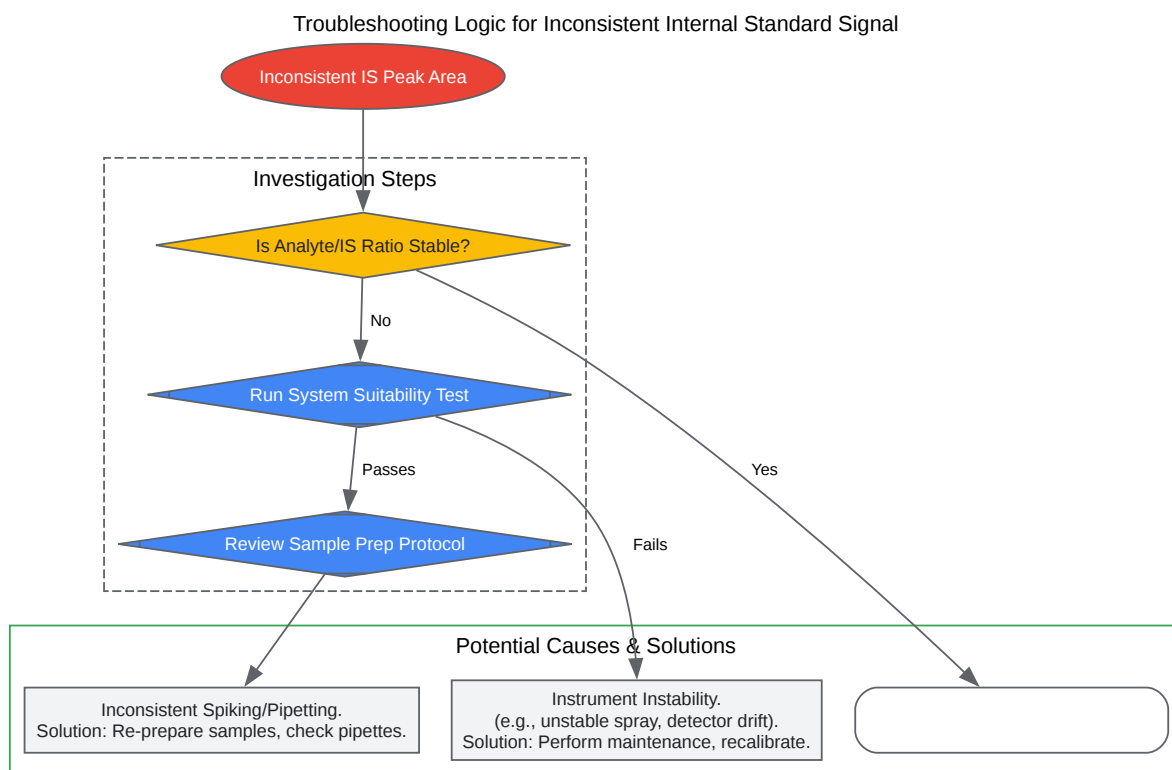 Troubleshooting Logic for Inconsistent Internal Standard Signal
Inconsistent IS Peak Area
Investigation Steps
Is Analyte/IS Ratio Stable?
No
Run System Suitability Test
Yes
Passes
Review Sample Prep Protocol
Fails
Potential Causes & Solutions
Inconsistent Spiking/Pipetting.
Solution: Re-prepare samples, check pipettes.
Instrument Instability.
(e.g., unstable spray, detector drift).
Solution: Perform maintenance, recalibrate.